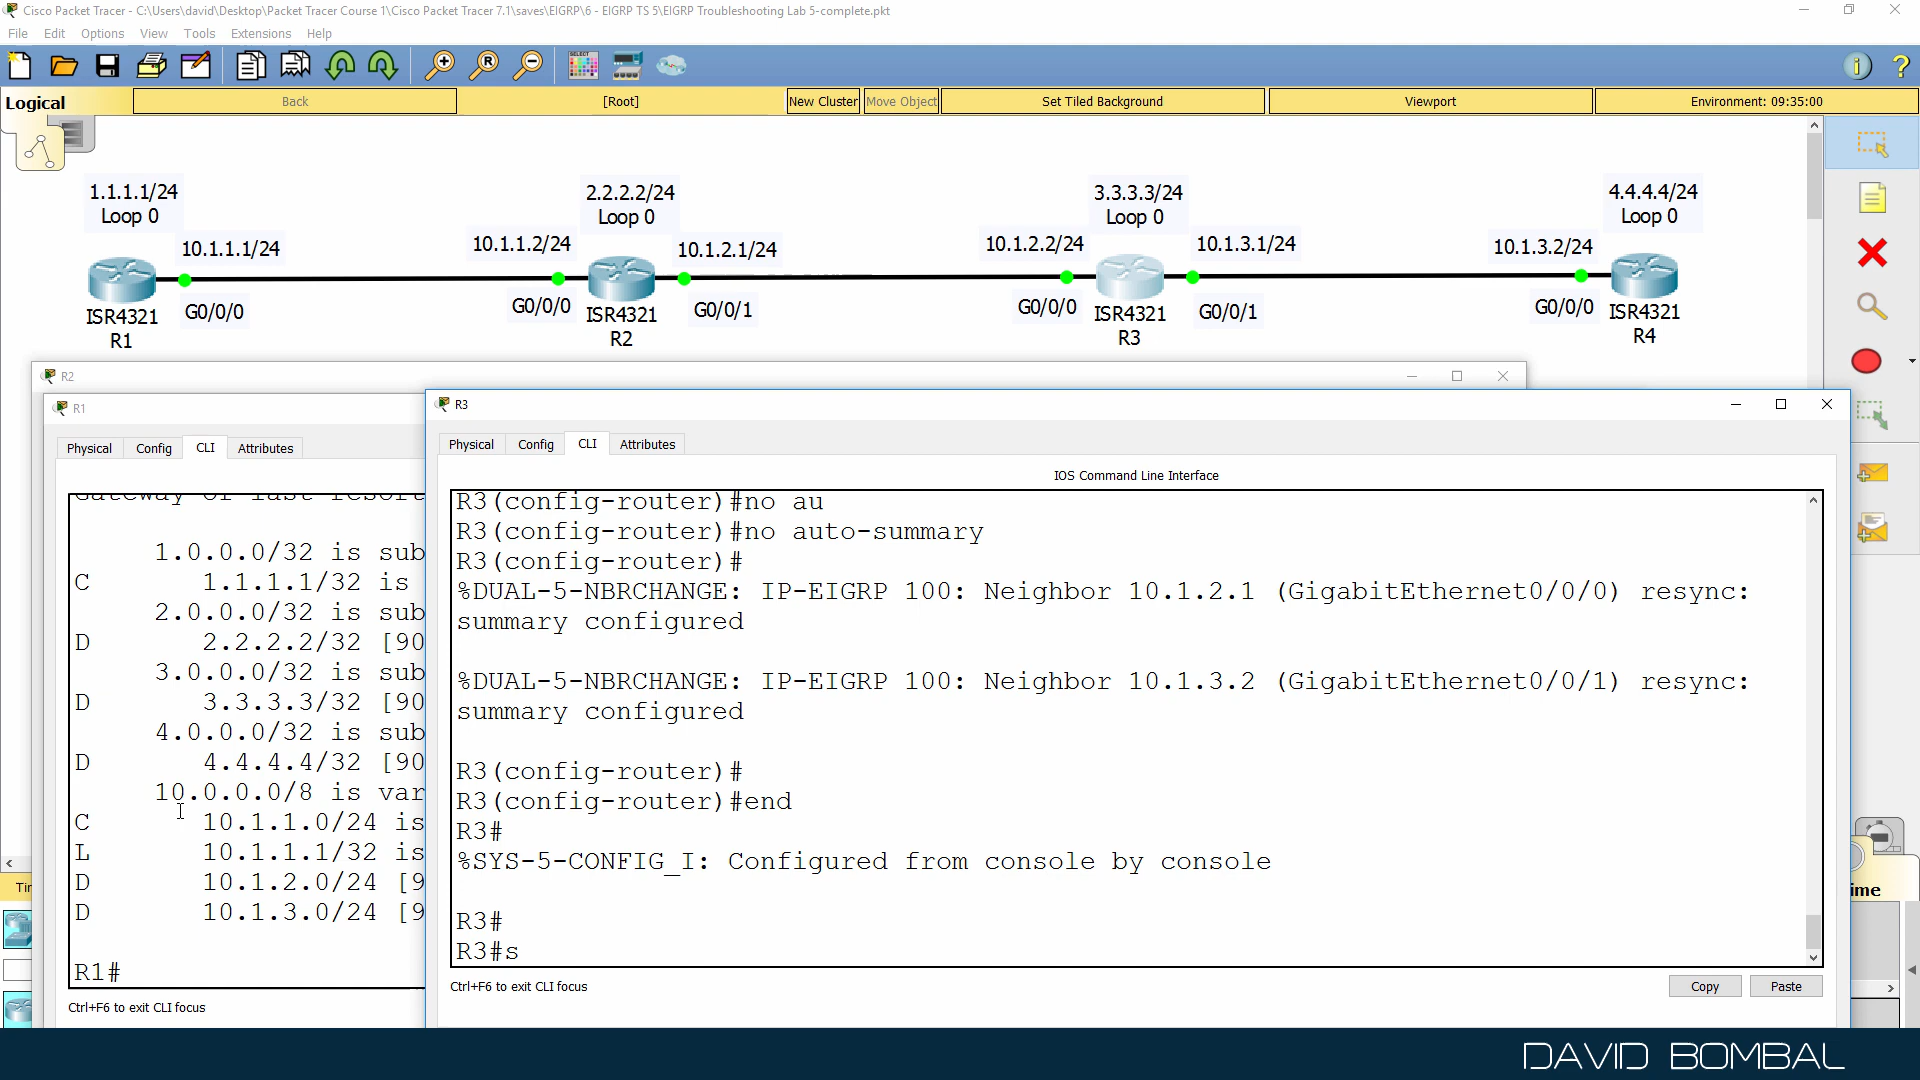 Cisco Packet Tracer - C:\Users\david\Desktop\Packet Tracer Course 1\Cisco Packet Tracer 7.1\saves\EIGRP\6 - EIGRP TS 5\EIGRP Troubleshooting Lab 5-complete.pkt
File Edit Options View Tools Extensions Help
Logical Back [Root] New Cluster Move Object Set Tiled Background Viewport Environment: 09:35:00
1.1.1.1/24
Loop 0
2.2.2.2/24
Loop 0
3.3.3.3/24
Loop 0
4.4.4.4/24
Loop 0
10.1.1.1/24 10.1.1.2/24 10.1.2.1/24 10.1.2.2/24 10.1.3.1/24 10.1.3.2/24
G0/0/0 G0/0/0 G0/0/1 G0/0/0 G0/0/1 G0/0/0
ISR4321
R1
ISR4321
R2
ISR4321
R3
ISR4321
R4
R2
R1
Physical Config CLI Attributes
Gateway of last resort
1.0.0.0/32 is sub
C 1.1.1.1/32 is
2.0.0.0/32 is sub
D 2.2.2.2/32 [90
3.0.0.0/32 is sub
D 3.3.3.3/32 [90
4.0.0.0/32 is sub
D 4.4.4.4/32 [90
10.0.0.0/8 is var
C 10.1.1.0/24 is
L 10.1.1.1/32 is
D 10.1.2.0/24 [9
D 10.1.3.0/24 [9
R1#
Ctrl+F6 to exit CLI focus
R3
Physical Config CLI Attributes
IOS Command Line Interface
R3(config-router)#no au
R3(config-router)#no auto-summary
R3(config-router)#
%DUAL-5-NBRCHANGE: IP-EIGRP 100: Neighbor 10.1.2.1 (GigabitEthernet0/0/0) resync:
summary configured
%DUAL-5-NBRCHANGE: IP-EIGRP 100: Neighbor 10.1.3.2 (GigabitEthernet0/0/1) resync:
summary configured
R3(config-router)#
R3(config-router)#end
R3#
%SYS-5-CONFIG_I: Configured from console by console
R3#
R3#s
Ctrl+F6 to exit CLI focus
Copy Paste
DAVID BOMBAL